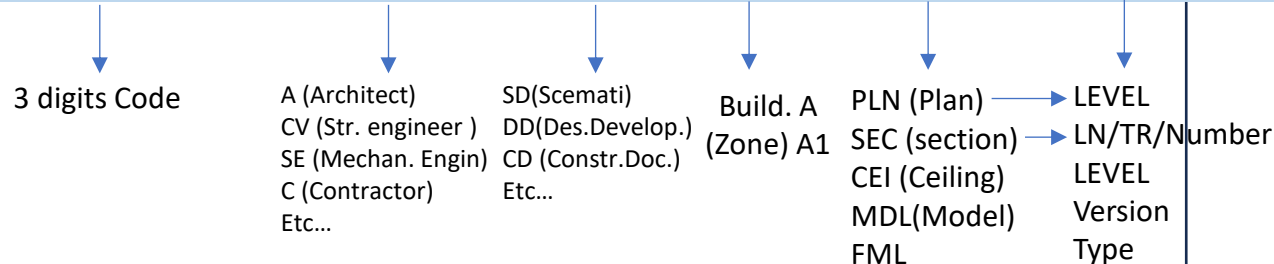 3 digits Code
A (Architect)
CV (Str. engineer )
SE (Mechan. Engin)
C (Contractor)
Etc…
SD(Scemati)
DD(Des.Develop.)
CD (Constr.Doc.)
Etc…
Build. A
(Zone) A1
PLN (Plan)
SEC (section)
CEI (Ceiling)
MDL(Model)
FML
LEVEL
LN/TR/Number
LEVEL
Version
Type